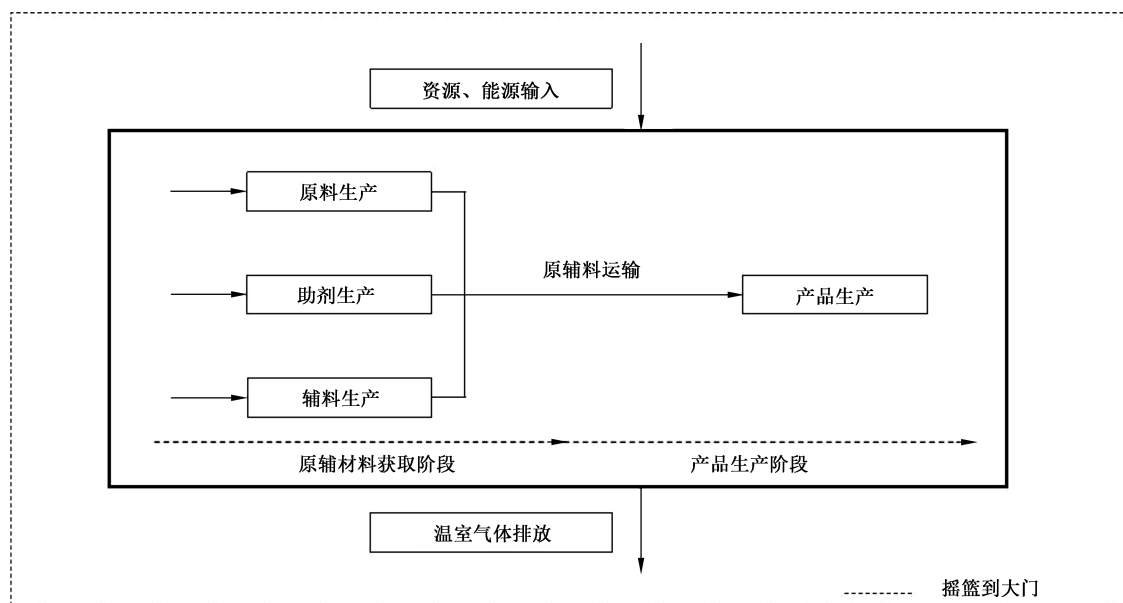 资源、能源输入
原料生产
原辅料运输
助剂生产
产品生产
辅料生产
原辅材料获取阶段
产品生产阶段
温室气体排放
摇篮到大门